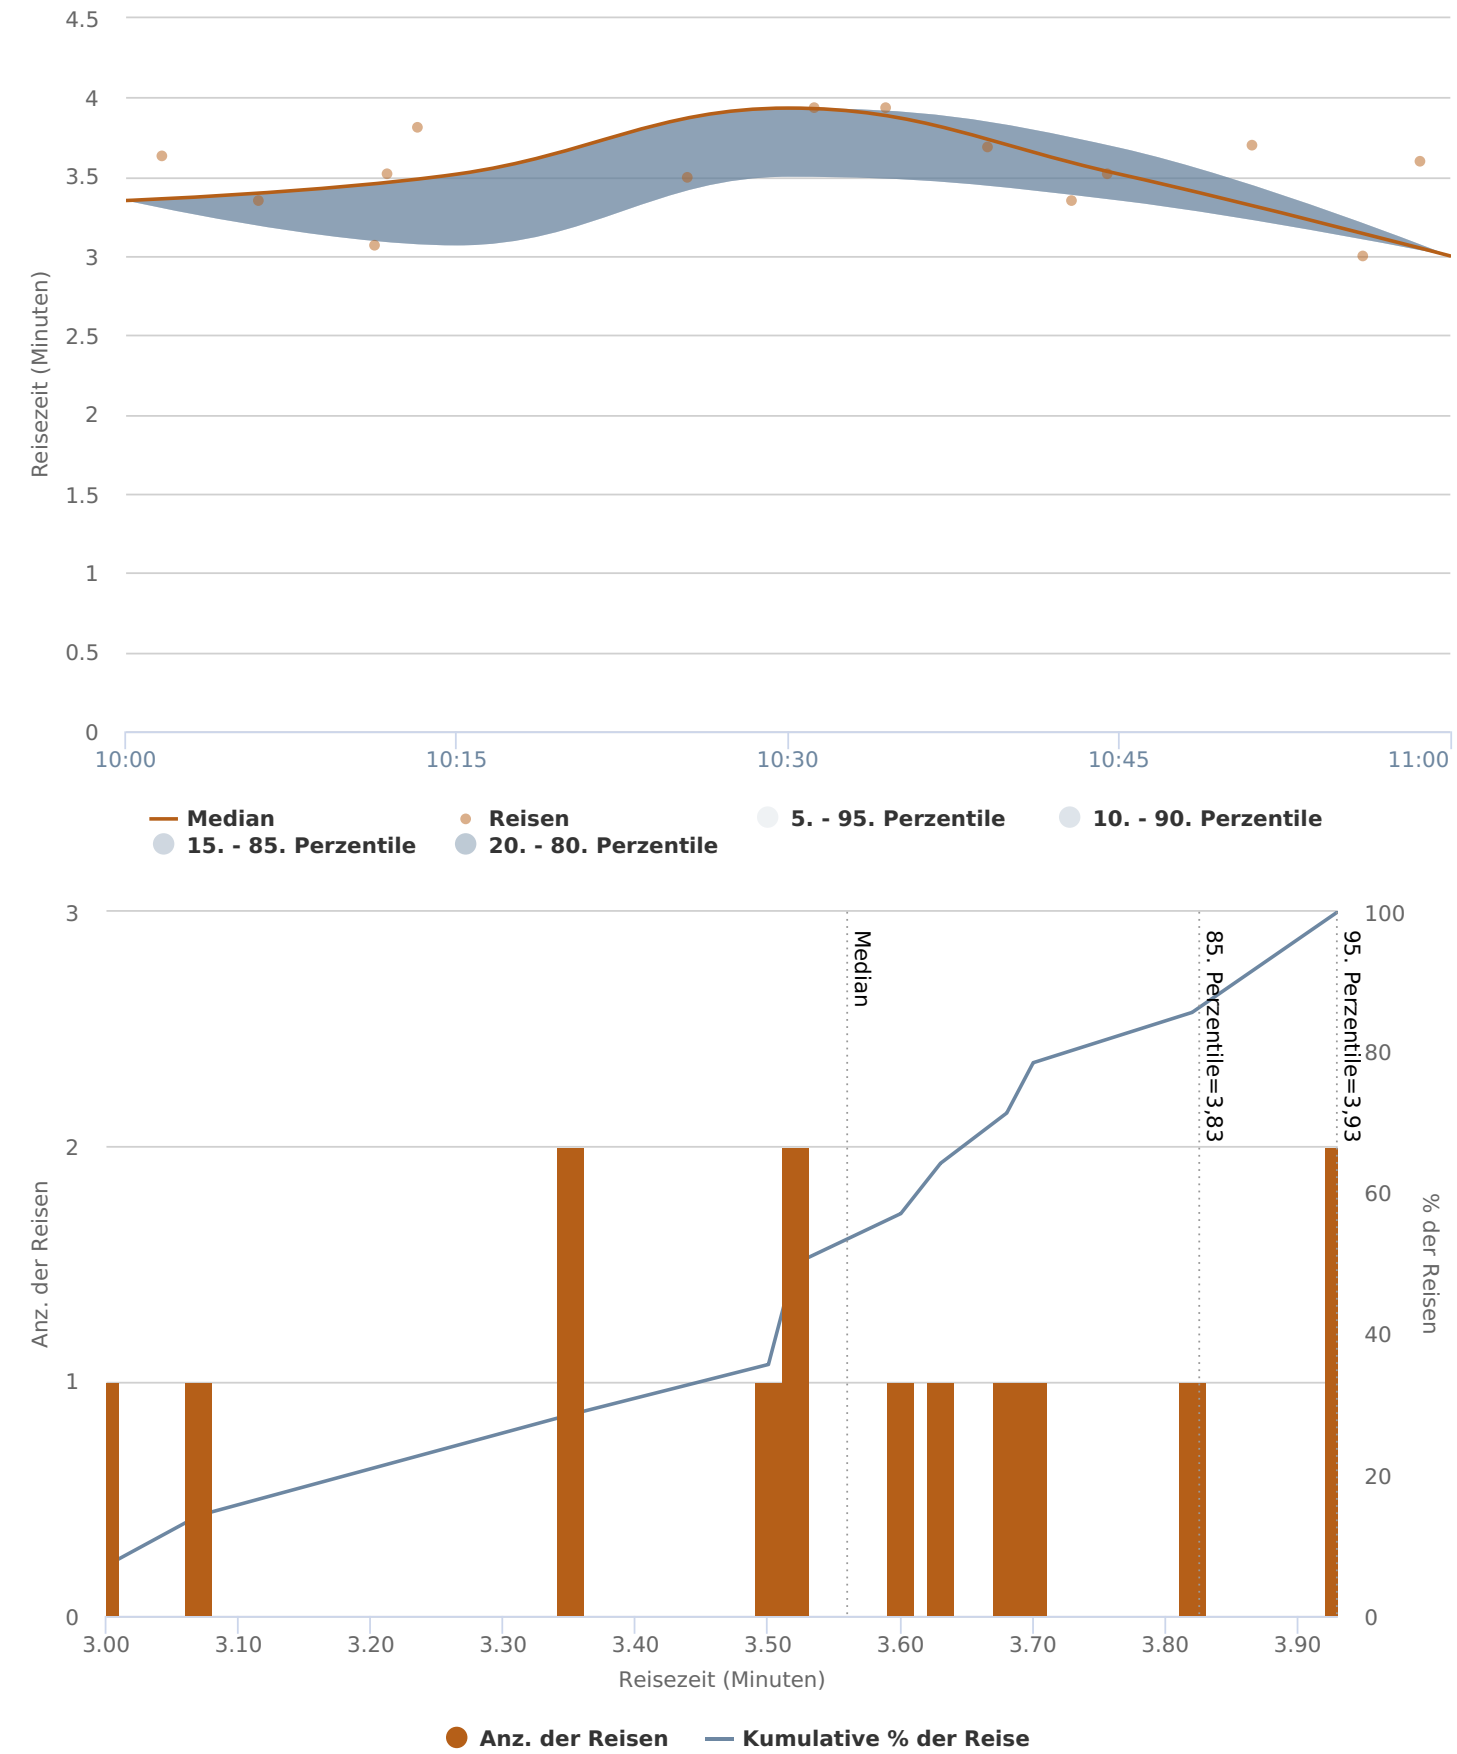 4.5
4
3.5
3
2.5
2
1.5
1
0.5
0
Reisezeit (Minuten)
10:00 10:15 10:30 10:45 11:00
Median Reisen 5. - 95. Perzentile 10. - 90. Perzentile
15. - 85. Perzentile 20. - 80. Perzentile
3
2
1
0
Anz. der Reisen
Median
85. Perzentile=3,83
95. Perzentile=3,93
100
80
60
40
20
0
% der Reisen
3.00 3.10 3.20 3.30 3.40 3.50 3.60 3.70 3.80 3.90
Reisezeit (Minuten)
Anz. der Reisen Kumulative % der Reise